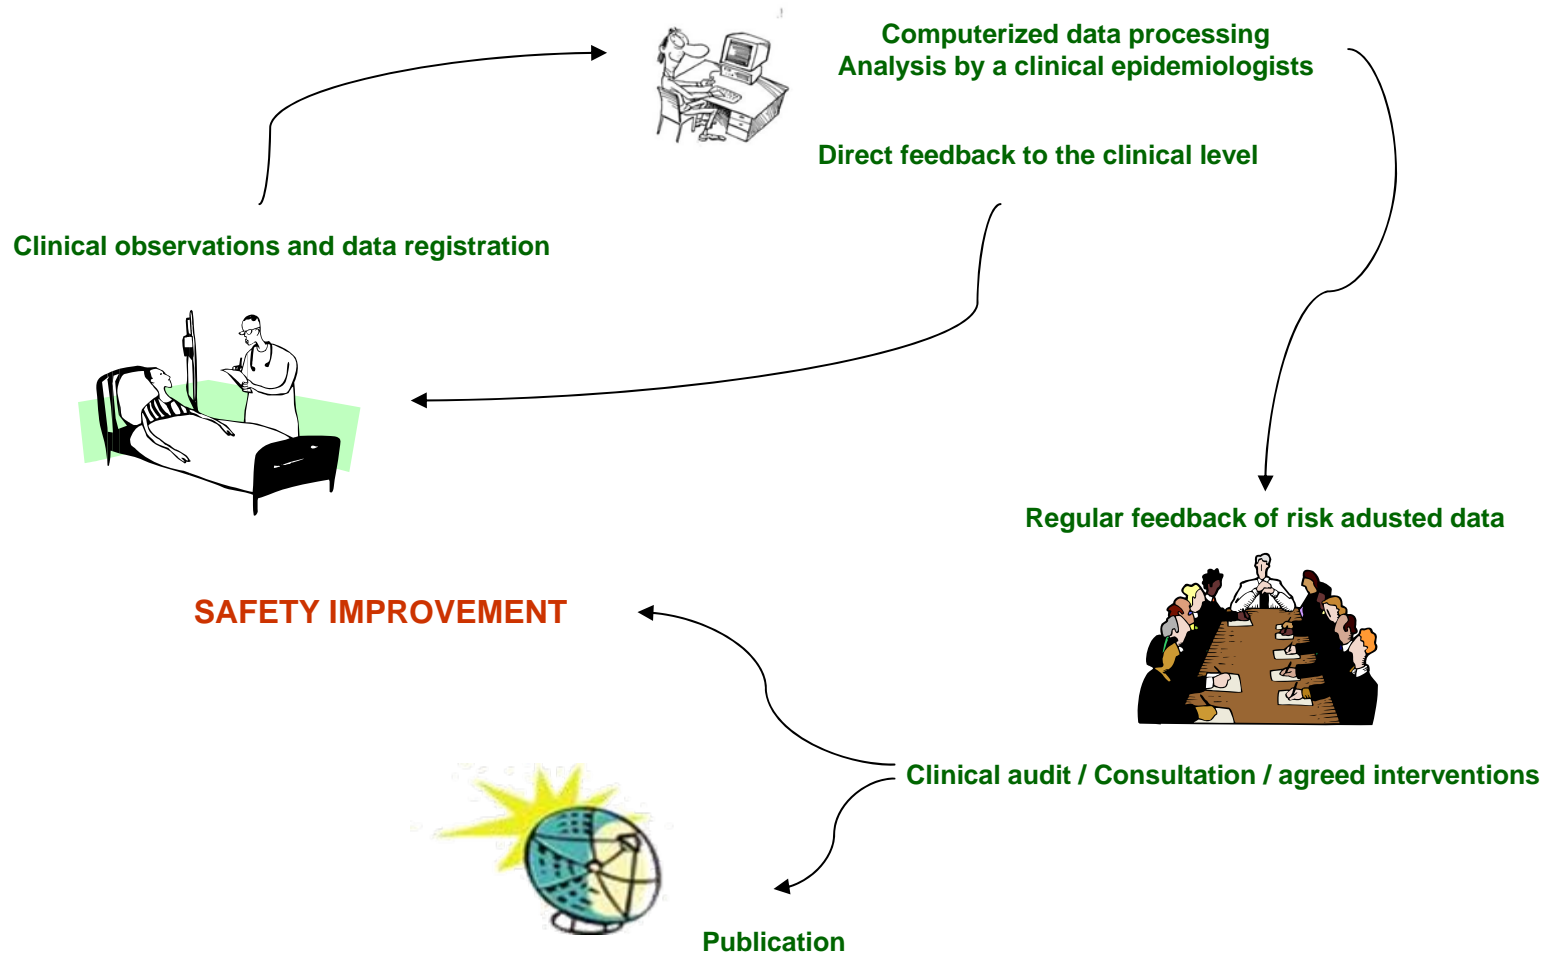 Computerized data processing
Analysis by a clinical epidemiologists
Direct feedback to the clinical level
Clinical observations and data registration
Regular feedback of risk adusted data
SAFETY IMPROVEMENT
Clinical audit / Consultation / agreed interventions
Publication